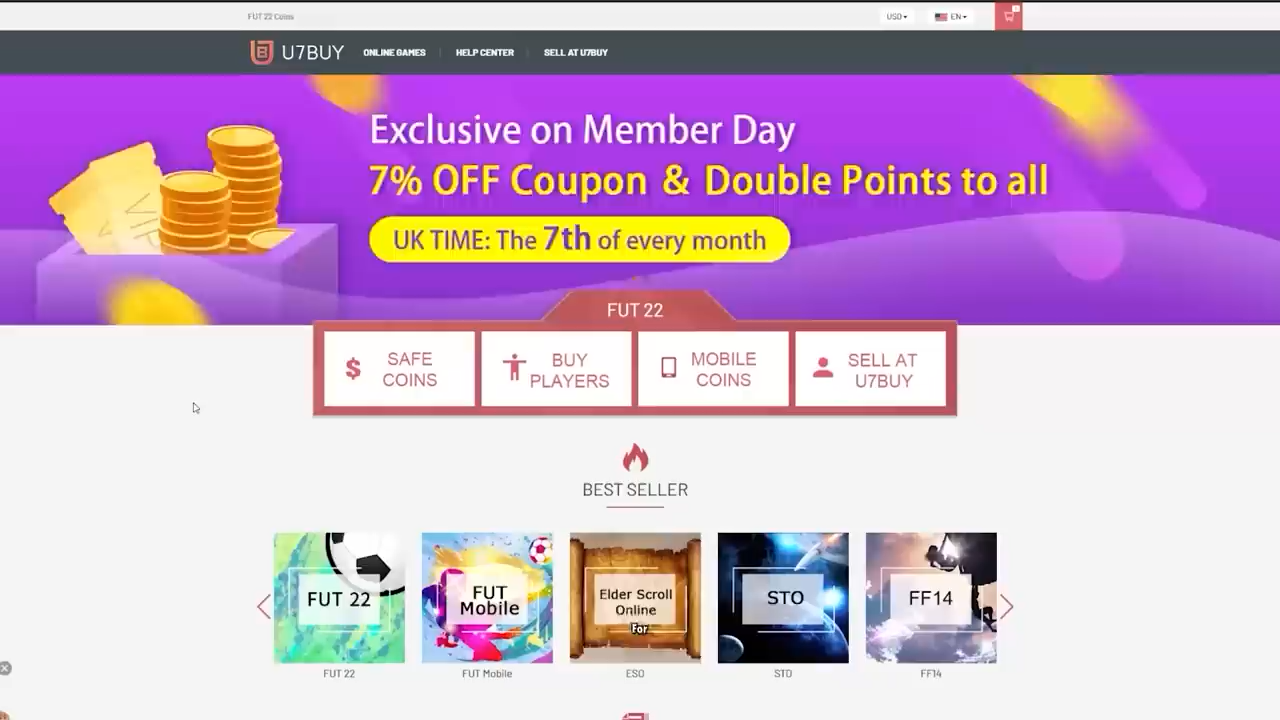 FUT 22 Coins
USD
EN
U7BUY
ONLINE GAMES
HELP CENTER
SELL AT U7BUY
Exclusive on Member Day
7% OFF Coupon & Double Points to all
UK TIME: The 7th of every month
FUT 22
SAFE
COINS
BUY
PLAYERS
MOBILE
COINS
SELL AT
U7BUY
BEST SELLER
FUT 22
FUT
Mobile
Elder Scroll
Online
For
STO
FF14
FUT 22
FUT Mobile
ESO
STO
FF14